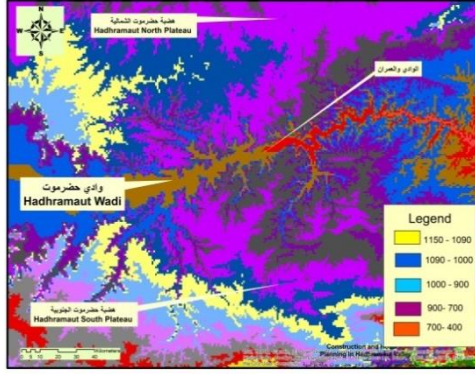 هضبة حضرموت الشمالية
Hadhramaut North Plateau
N
W
E
S
الوادي والعمران
وادي حضرموت
Hadhramaut Wadi
Legend
1150 - 1090
1090 - 1000
1000 - 900
900- 700
700- 400
هضبة حضرموت الجنوبية
Hadhramaut South Plateau
Kilometers
Construction and
Planning in Hadhramaut